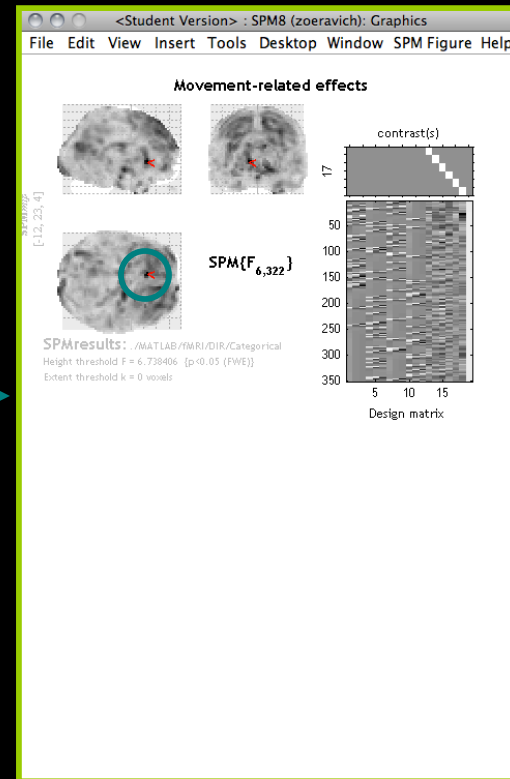 <Student Version> : SPM8 (zoeravich): Graphics
File Edit View Insert Tools Desktop Window SPM Figure Help
Movement-related effects
contrast(s)
17
[-12, 23, 4]
SPM{F6,322}
50
100
150
200
250
300
350
5 10 15
Design matrix
SPMresults: ./MATLAB/fMRI/DIR/Categorical
Height threshold F = 6.738406 {p<0.05 (FWE)}
Extent threshold k = 0 voxels